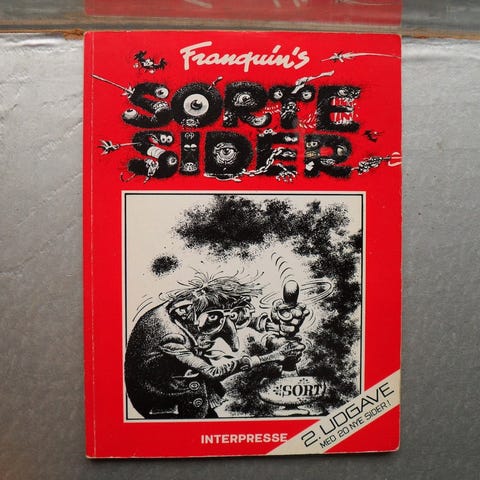 Franquin's
SORTE
SIDER
SORT
INTERPRESSE
2. UDGAVE
MED 20 NYE SIDER!